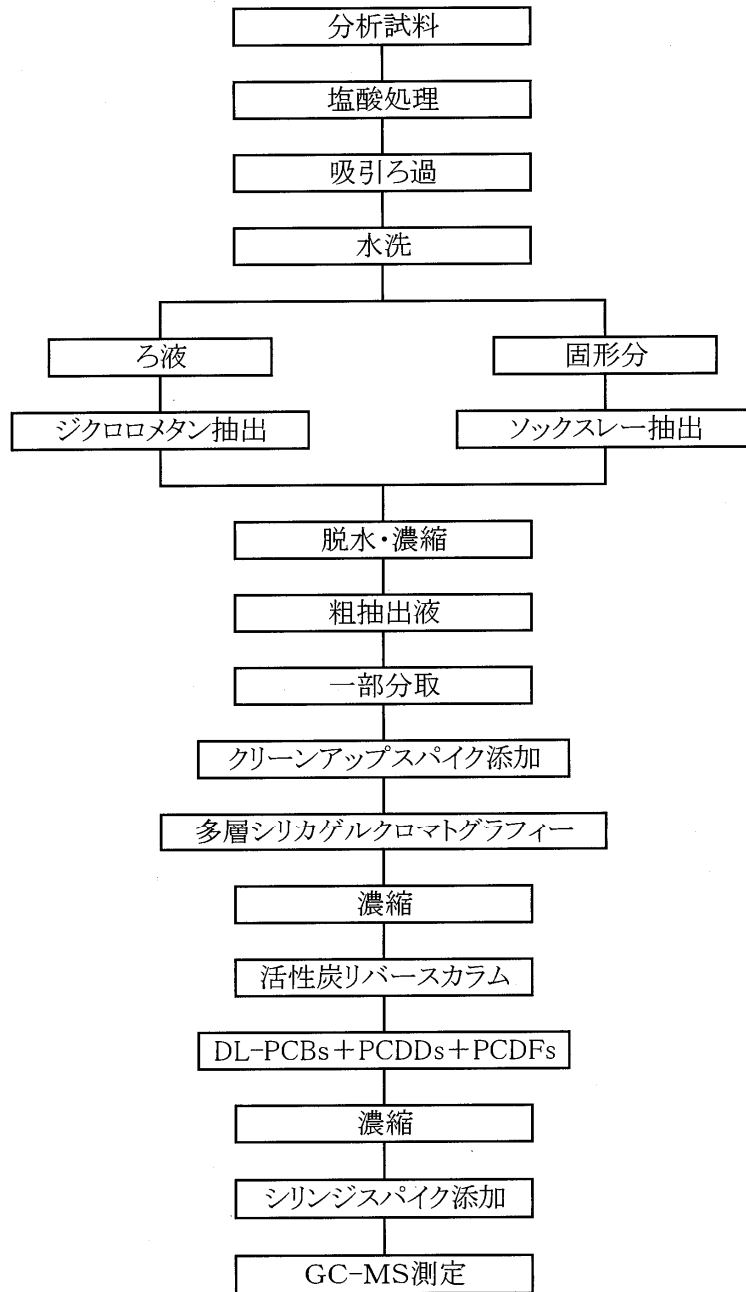 分析試料
塩酸処理
吸引ろ過
水洗
ろ液
固形分
ジクロロメタン抽出
ソックスレー抽出
脱水・濃縮
粗抽出液
一部分取
クリーンアップスパイク添加
多層シリカゲルクロマトグラフィー
濃縮
活性炭リバースカラム
DL-PCBs+PCDDs+PCDFs
濃縮
シリンジスパイク添加
GC-MS測定